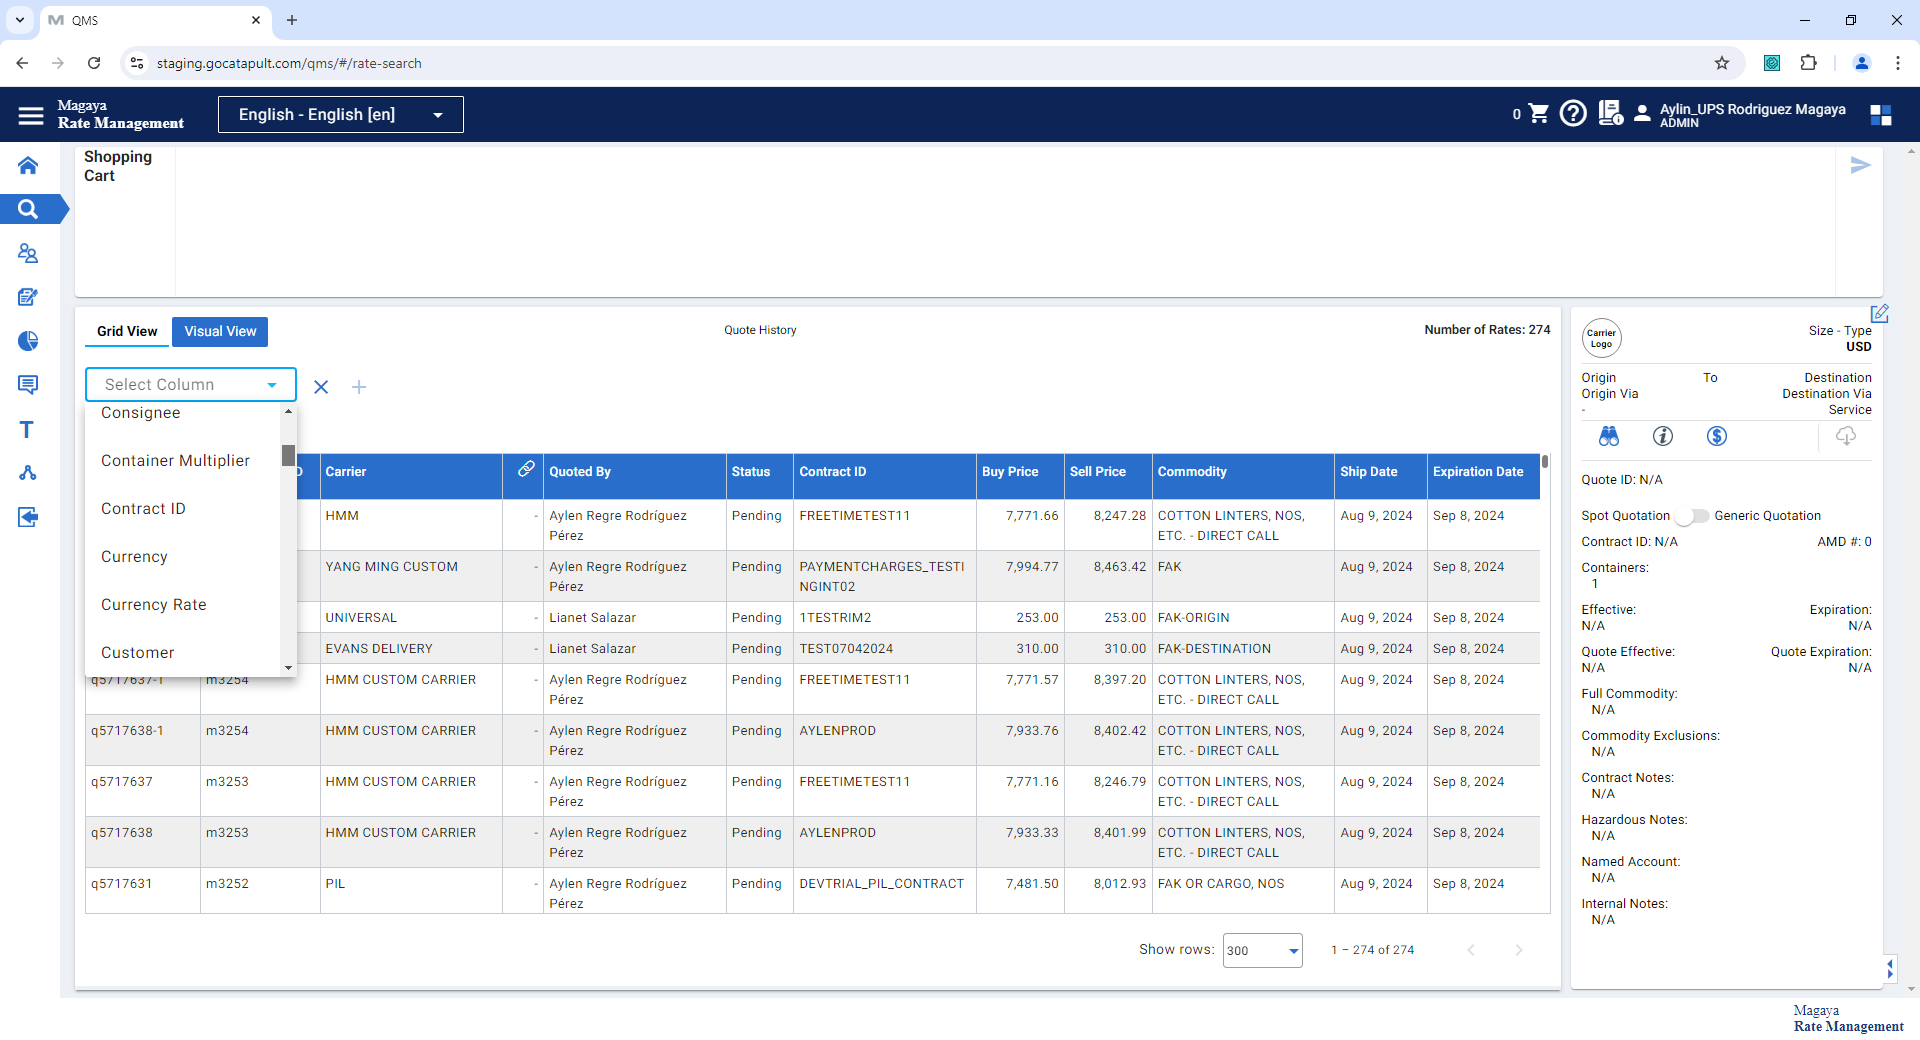 QMS
staging.gocatapult.com/qms/#/rate-search
Magaya
Rate Management
English - English [en]
0
Aylin_UPS Rodriguez Magaya
ADMIN
Shopping
Cart
Grid View
Visual View
Quote History
Number of Rates: 274
Select Column
Consignee
Container Multiplier
Contract ID
Currency
Currency Rate
Customer
D
Carrier
Quoted By
Status
Contract ID
Buy Price
Sell Price
Commodity
Ship Date
Expiration Date
HMM - Aylen Regre Rodríguez Pending FREETIMETEST11 7,771.66 8,247.28 COTTON LINTERS, NOS, Aug 9, 2024 Sep 8, 2024
Pérez ETC. - DIRECT CALL
YANG MING CUSTOM - Aylen Regre Rodríguez Pending PAYMENTCHARGES_TESTI 7,994.77 8,463.42 FAK Aug 9, 2024 Sep 8, 2024
Pérez NGINT02
UNIVERSAL - Lianet Salazar Pending 1TESTRIM2 253.00 253.00 FAK-ORIGIN Aug 9, 2024 Sep 8, 2024
EVANS DELIVERY - Lianet Salazar Pending TEST07042024 310.00 310.00 FAK-DESTINATION Aug 9, 2024 Sep 8, 2024
q5717637-1 m3254 HMM CUSTOM CARRIER - Aylen Regre Rodríguez Pending FREETIMETEST11 7,771.57 8,397.20 COTTON LINTERS, NOS, Aug 9, 2024 Sep 8, 2024
Pérez ETC. - DIRECT CALL
q5717638-1 m3254 HMM CUSTOM CARRIER - Aylen Regre Rodríguez Pending AYLENPROD 7,933.76 8,402.42 COTTON LINTERS, NOS, Aug 9, 2024 Sep 8, 2024
Pérez ETC. - DIRECT CALL
q5717637 m3253 HMM CUSTOM CARRIER - Aylen Regre Rodríguez Pending FREETIMETEST11 7,771.16 8,246.79 COTTON LINTERS, NOS, Aug 9, 2024 Sep 8, 2024
Pérez ETC. - DIRECT CALL
q5717638 m3253 HMM CUSTOM CARRIER - Aylen Regre Rodríguez Pending AYLENPROD 7,933.33 8,401.99 COTTON LINTERS, NOS, Aug 9, 2024 Sep 8, 2024
Pérez ETC. - DIRECT CALL
q5717631 m3252 PIL - Aylen Regre Rodríguez Pending DEVTRIAL_PIL_CONTRACT 7,481.50 8,012.93 FAK OR CARGO, NOS Aug 9, 2024 Sep 8, 2024
Pérez
Show rows: 300 1 – 274 of 274
Carrier
Logo
Size - Type
USD
Origin To Destination
Origin Via Destination Via
- Service
Quote ID: N/A
Spot Quotation Generic Quotation
Contract ID: N/A AMD #: 0
Containers:
1
Effective: Expiration:
N/A N/A
Quote Effective: Quote Expiration:
N/A N/A
Full Commodity:
N/A
Commodity Exclusions:
N/A
Contract Notes:
N/A
Hazardous Notes:
N/A
Named Account:
N/A
Internal Notes:
N/A
Magaya
Rate Management